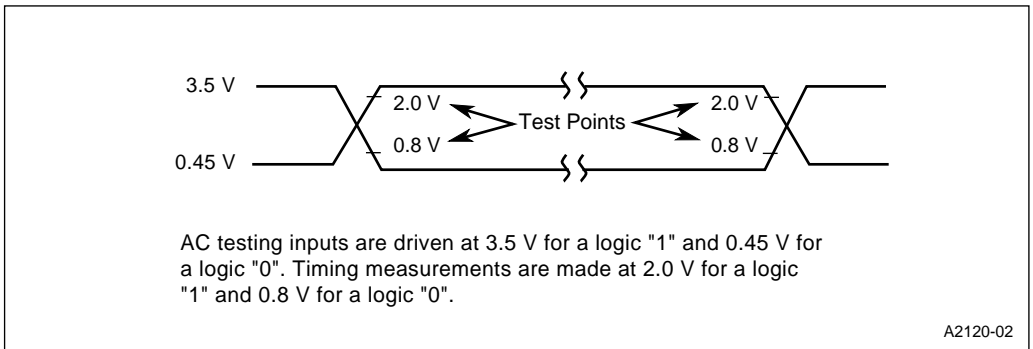 3.5 V
2.0 V
2.0 V
Test Points
0.8 V
0.8 V
0.45 V
AC testing inputs are driven at 3.5 V for a logic "1" and 0.45 V for
a logic "0". Timing measurements are made at 2.0 V for a logic
"1" and 0.8 V for a logic "0".
A2120-02